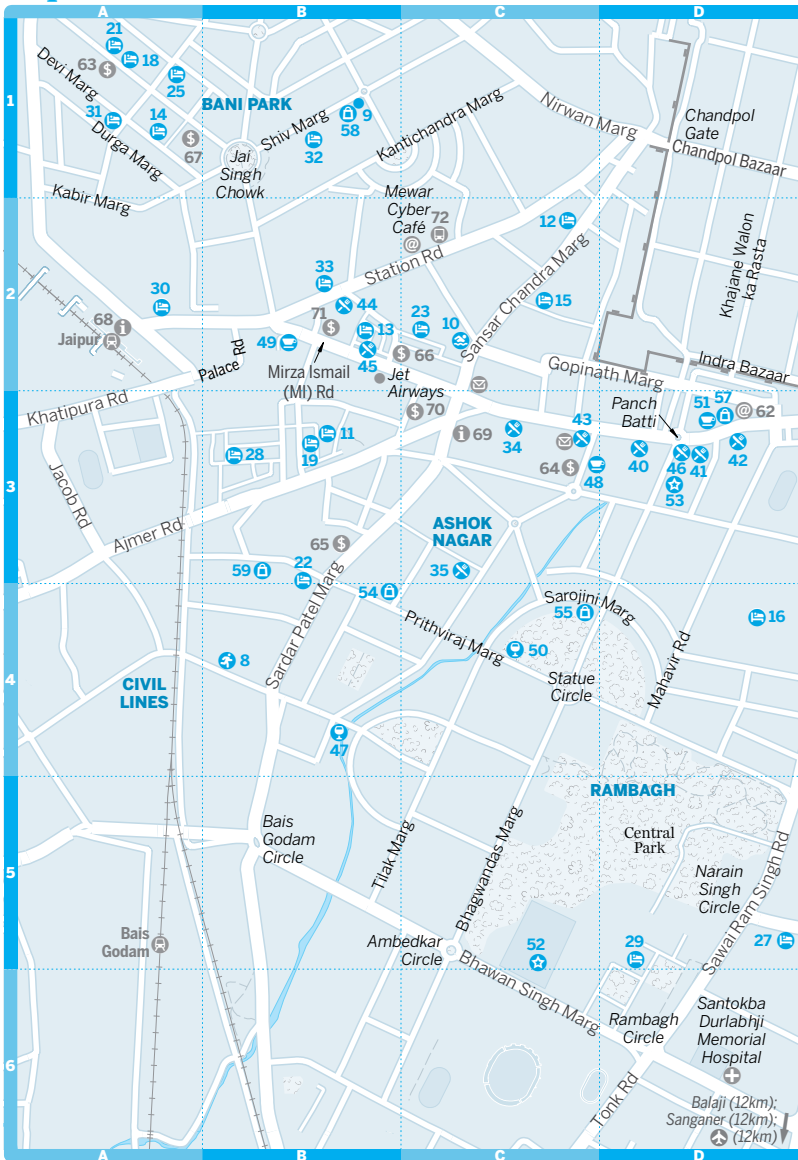 A
B
C
D
21
Devi Marg
63
$
18
25
31
14
Durga Marg
$
67
BANI PARK
9
58
Shiv Marg
32
Kantichandra Marg
Nirwan Marg
Chandpol
Gate
Chandpol Bazaar
1
Jai
Singh
Chowk
Kabir Marg
Mewar
Cyber
Café
72
@
12
Station Rd
Sansar Chandra Marg
Khajane Walon
ka Rasta
2
30
33
44
15
68
i
Jaipur
71
$
13
23
10
49
45
$
66
Palace Rd
Mirza Ismail
(MI) Rd
Jet
Airways
Gopinath Marg
Indra Bazaar
Khatipura Rd
$
70
Panch
Batti
51
57
@
62
11
i
69
34
43
28
19
64
$
48
40
46
41
42
53
3
Jacob Rd
Ajmer Rd
ASHOK
NAGAR
65
$
59
22
35
54
Sardar Patel Marg
Sarojini Marg
55
16
Prithviraj Marg
50
8
Mahavir Rd
Statue
Circle
4
CIVIL
LINES
47
RAMBAGH
Bais
Godam
Circle
Central
Park
Tilak Marg
Bhagwandas Marg
Narain
Singh
Circle
5
Sawai Ram Singh Rd
Bais
Godam
Ambedkar
Circle
52
29
27
Bhawan Singh Marg
Rambagh
Circle
Santokba
Durlabhji
Memorial
Hospital
6
Tonk Rd
Balaji (12km);
Sanganer (12km);
(12km)
A
B
C
D